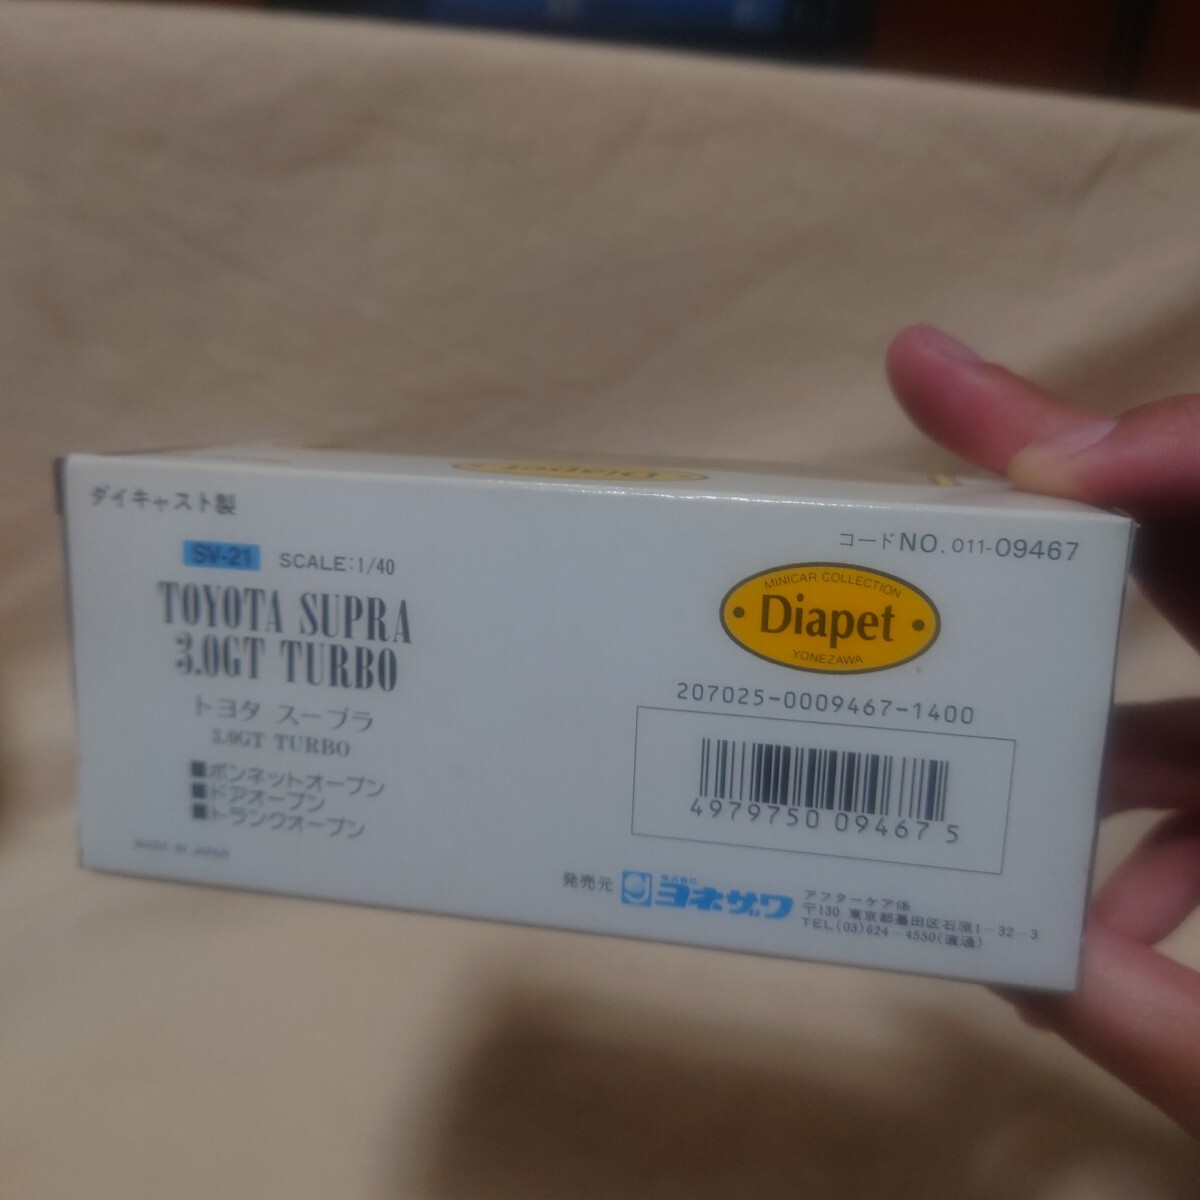 Diapet
ダイキャスト製
SV-21 SCALE:1/40
TOYOTA SUPRA
3.0GT TURBO
トヨタ スープラ
3.0GT TURBO
■ボンネットオープン
■ドアオープン
■トランクオープン
MADE IN JAPAN
コードNO. 011-09467
MINICAR COLLECTION
• Diapet •
YONEZAWA
207025-0009467-1400
4979750 09467 5
発売元 株式会社 ヨネザワ
アフターケア係
〒130 東京都墨田区石原1-32-3
TEL(03)624-4550(直通)